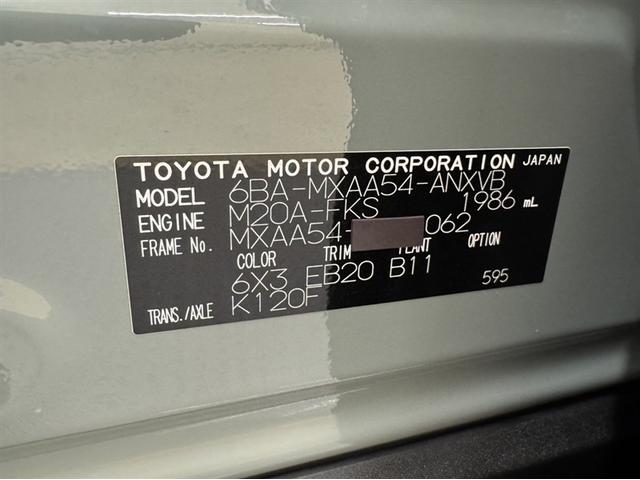 TOYOTA MOTOR CORPORATION JAPAN
MODEL 6BA-MXAA54-ANXVB
ENGINE M20A-FKS 1986 mL
FRAME No. MXAA54- 062
COLOR TRIM PLANT OPTION
6X3 EB20 B11 595
TRANS./AXLE K120F